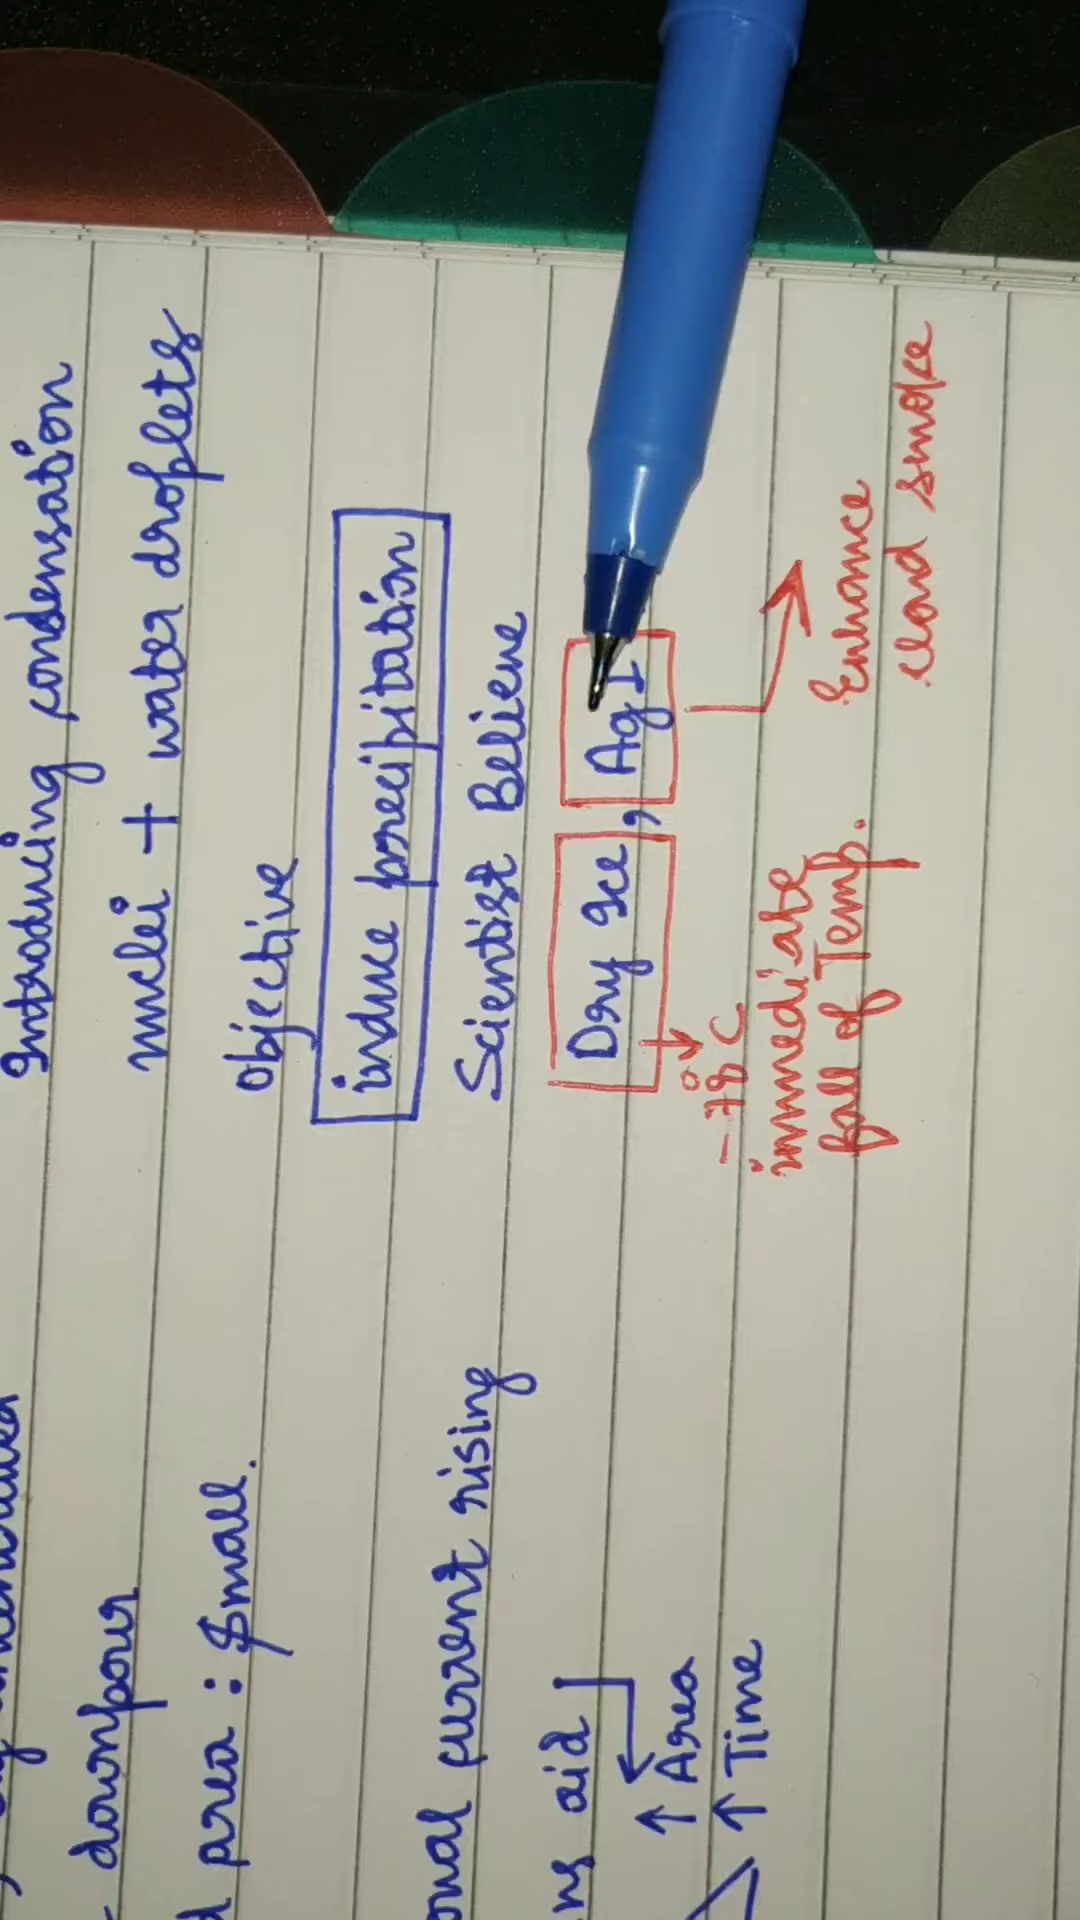 Introducing condensation
nuclei + water droplets
Objective
induce precipitation
Scientist Believe
Dry Ice, AgI
-78°C
immediate
fall of Temp.
Enhance
cloud smoke
downpour
area : Small.
current rising
aid
↑ Area
↑ Time